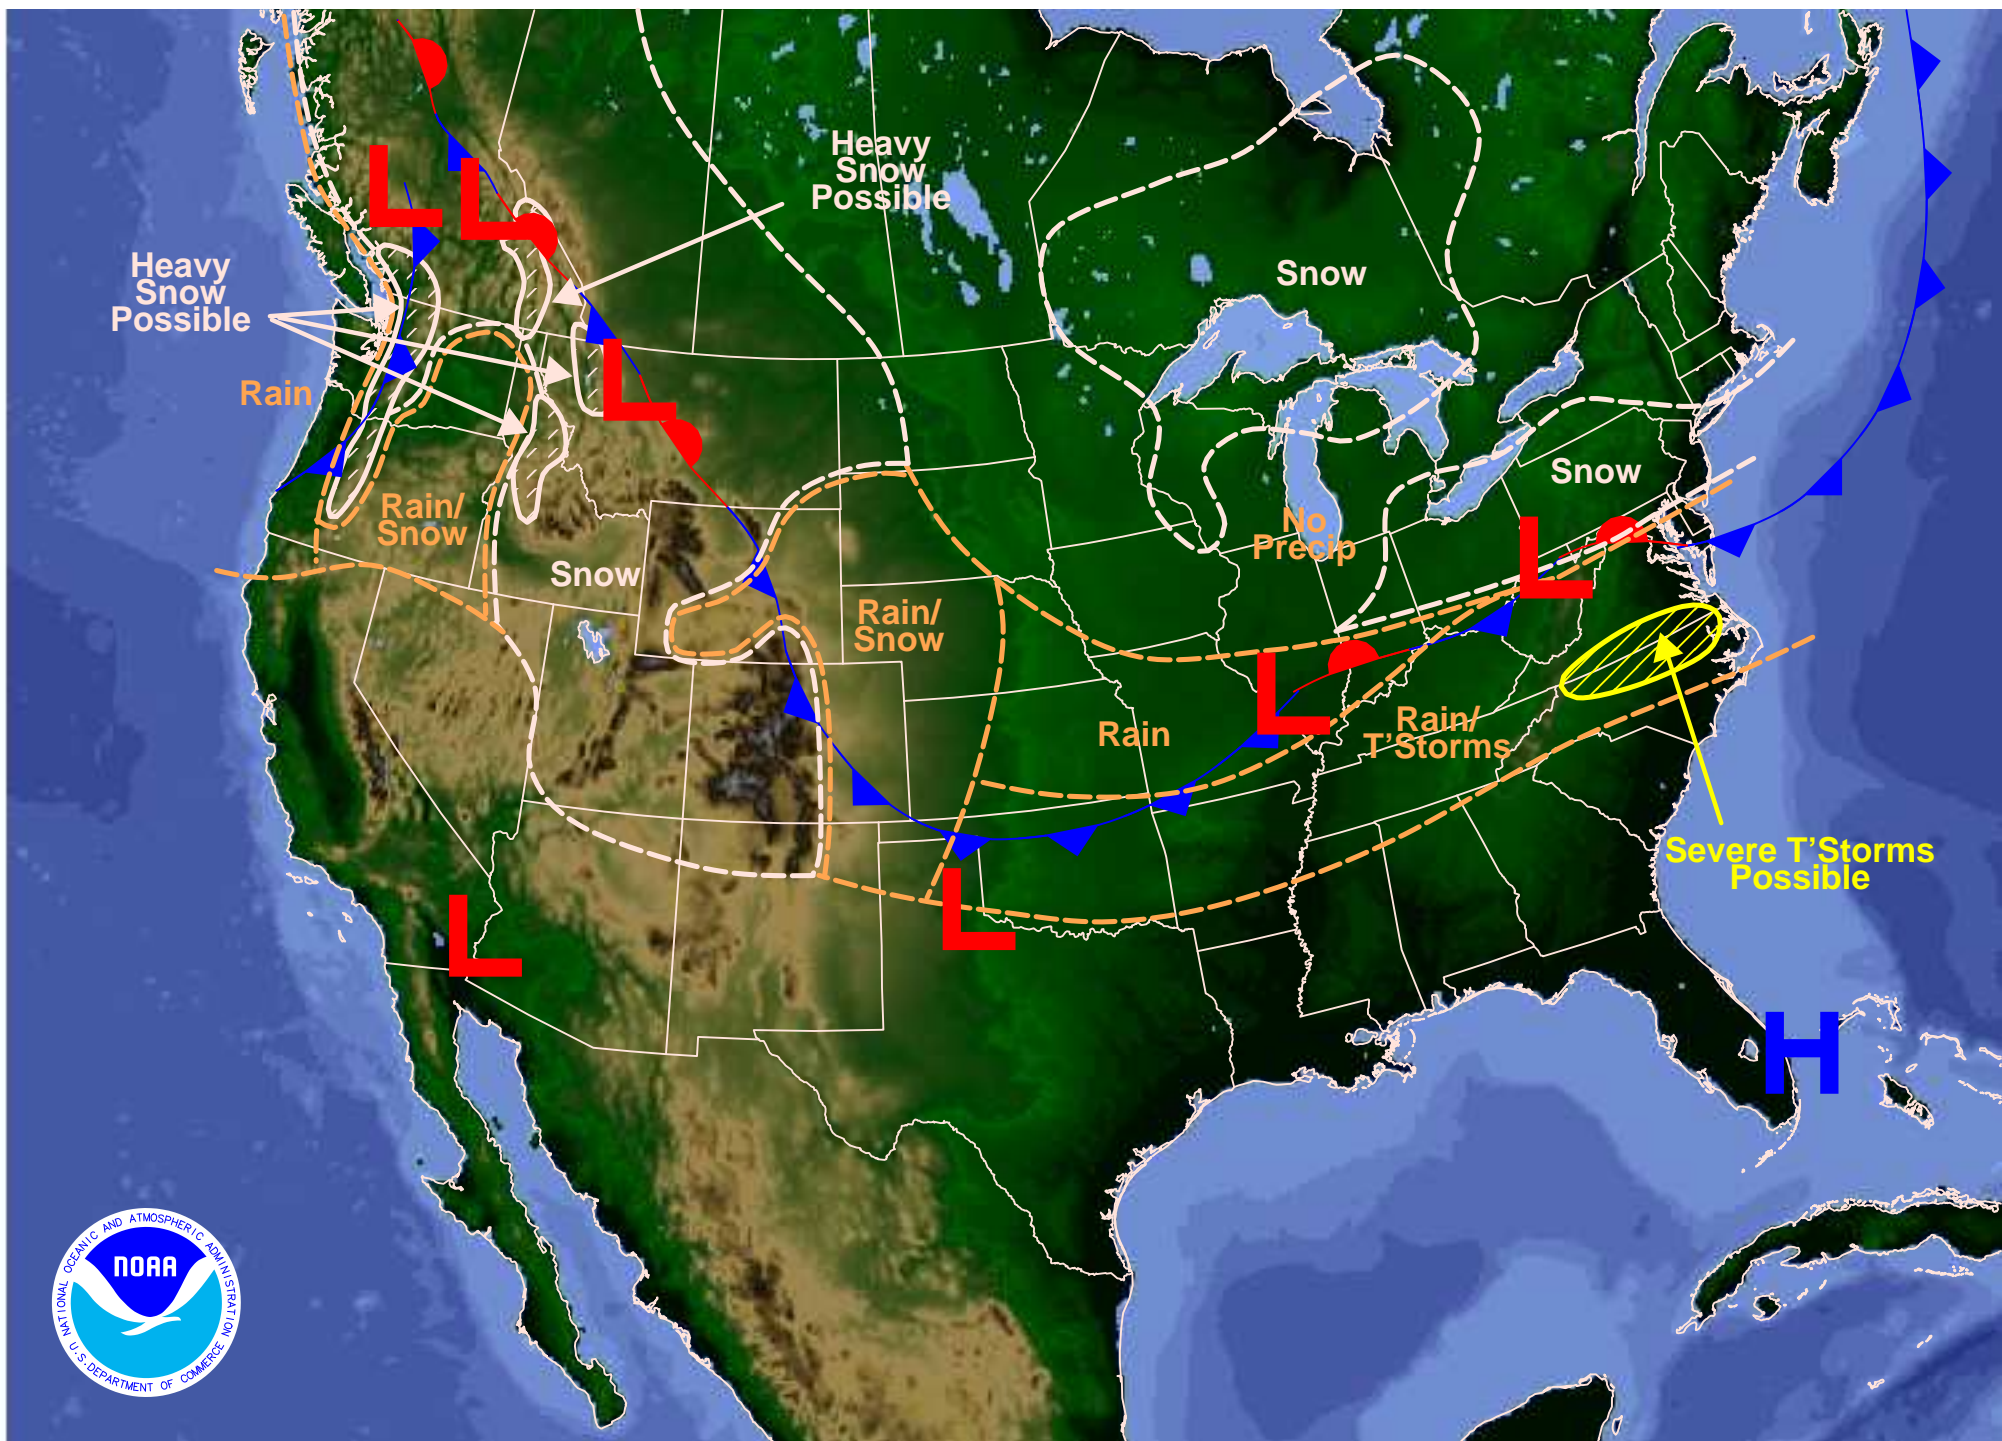 Heavy
Snow
Possible
Heavy
Snow
Possible
Snow
Rain
Snow
Rain/
Snow
No
Precip
Snow
Rain/
Snow
Rain
Rain/
T'Storms
Severe T'Storms
Possible
L
L
L
L
L
L
L
H
NATIONAL OCEANIC AND ATMOSPHERIC ADMINISTRATION
NOAA
U.S. DEPARTMENT OF COMMERCE